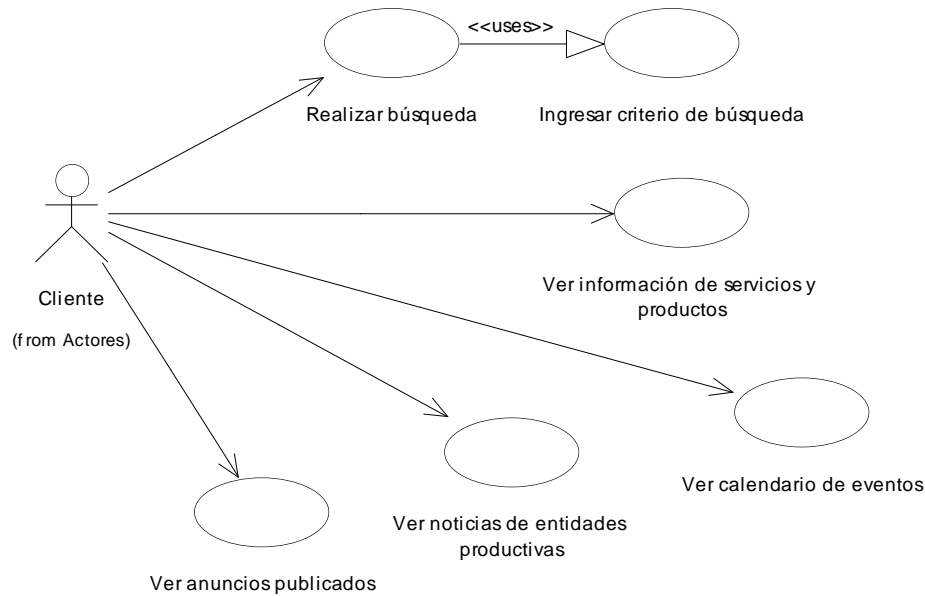 <<uses>>
Realizar búsqueda
Ingresar criterio de búsqueda
Cliente
(from Actores)
Ver información de servicios y
productos
Ver calendario de eventos
Ver noticias de entidades
productivas
Ver anuncios publicados